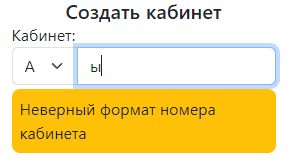 Создать кабинет
Кабинет:
А ы
Неверный формат номера
кабинета